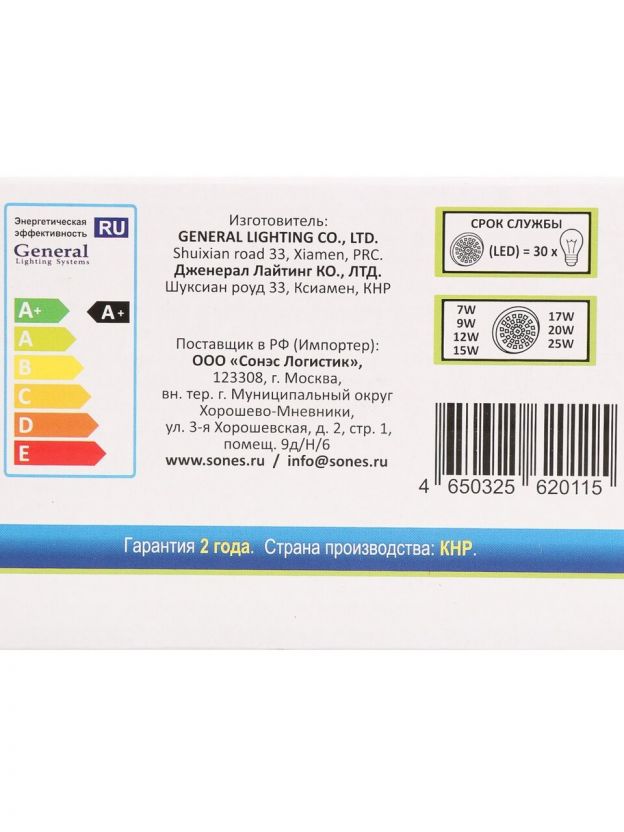 Энергетическая
эффективность
RU
General
Lighting Systems
A+
A+
A
B
C
D
E
Изготовитель:
GENERAL LIGHTING CO., LTD.
Shuixian road 33, Xiamen, PRC.
Дженерал Лайтинг КО., ЛТД.
Шуксиан роуд 33, Ксиамен, КНР
Поставщик в РФ (Импортер):
ООО «Сонэс Логистик»,
123308, г. Москва,
вн. тер. г. Муниципальный округ
Хорошево-Мневники,
ул. 3-я Хорошевская, д. 2, стр. 1,
помещ. 9д/Н/6
www.sones.ru / info@sones.ru
СРОК СЛУЖБЫ
(LED) = 30 x
7W
9W
12W
15W
17W
20W
25W
4 650325 620115
Гарантия 2 года. Страна производства: КНР.